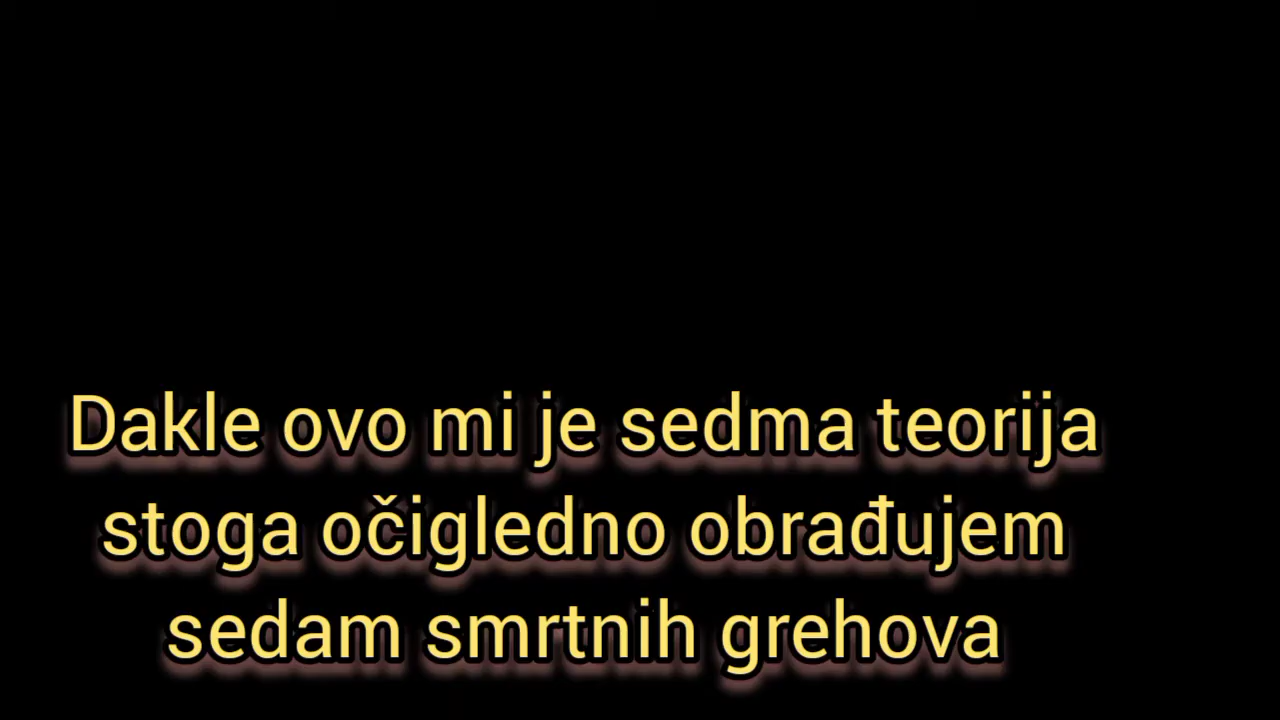 Dakle ovo mi je sedma teorija
stoga očigledno obrađujem
sedam smrtnih grehova